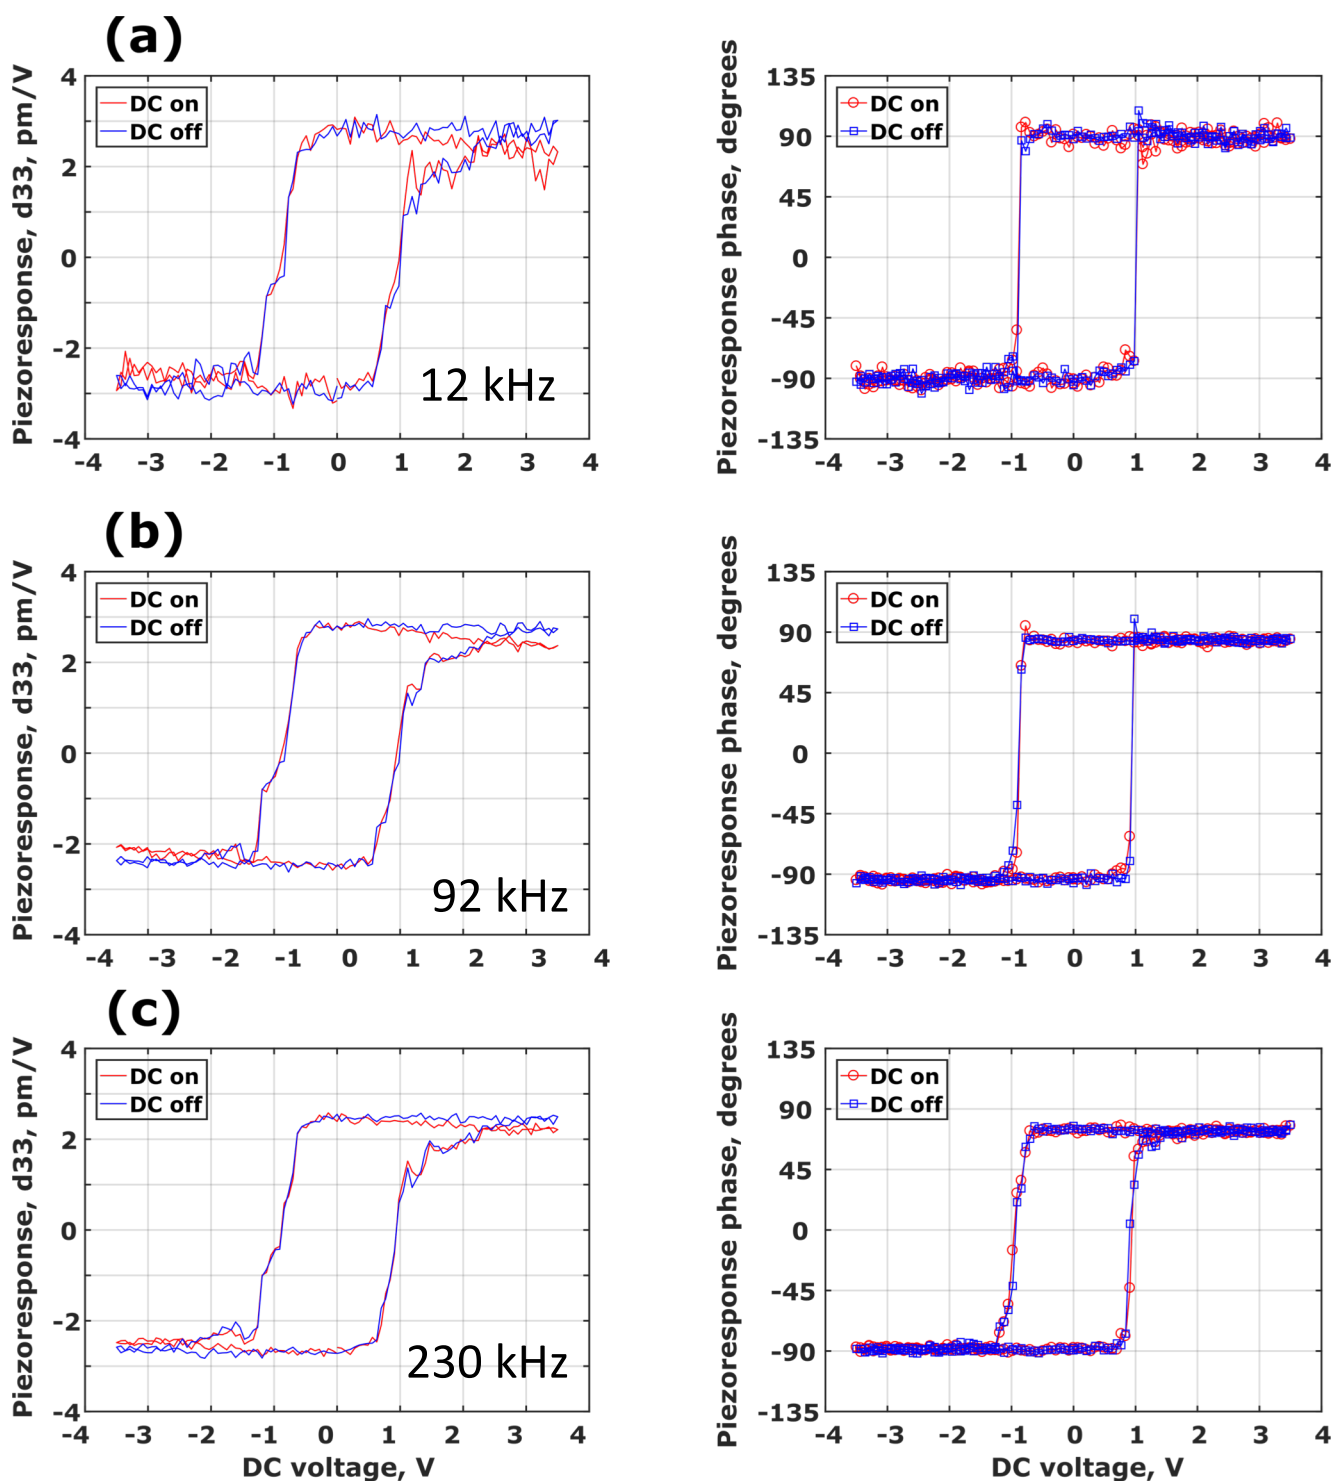 (a)
Piezoresponse, d33, pm/V
4
2
0
-2
-4
DC on
DC off
12 kHz
-4 -3 -2 -1 0 1 2 3 4
Piezoresponse phase, degrees
135
90
45
0
-45
-90
-135
DC on
DC off
-4 -3 -2 -1 0 1 2 3 4
(b)
Piezoresponse, d33, pm/V
4
2
0
-2
-4
DC on
DC off
92 kHz
-4 -3 -2 -1 0 1 2 3 4
Piezoresponse phase, degrees
135
90
45
0
-45
-90
-135
DC on
DC off
-4 -3 -2 -1 0 1 2 3 4
(c)
Piezoresponse, d33, pm/V
4
2
0
-2
-4
DC on
DC off
230 kHz
-4 -3 -2 -1 0 1 2 3 4
DC voltage, V
Piezoresponse phase, degrees
135
90
45
0
-45
-90
-135
DC on
DC off
-4 -3 -2 -1 0 1 2 3 4
DC voltage, V